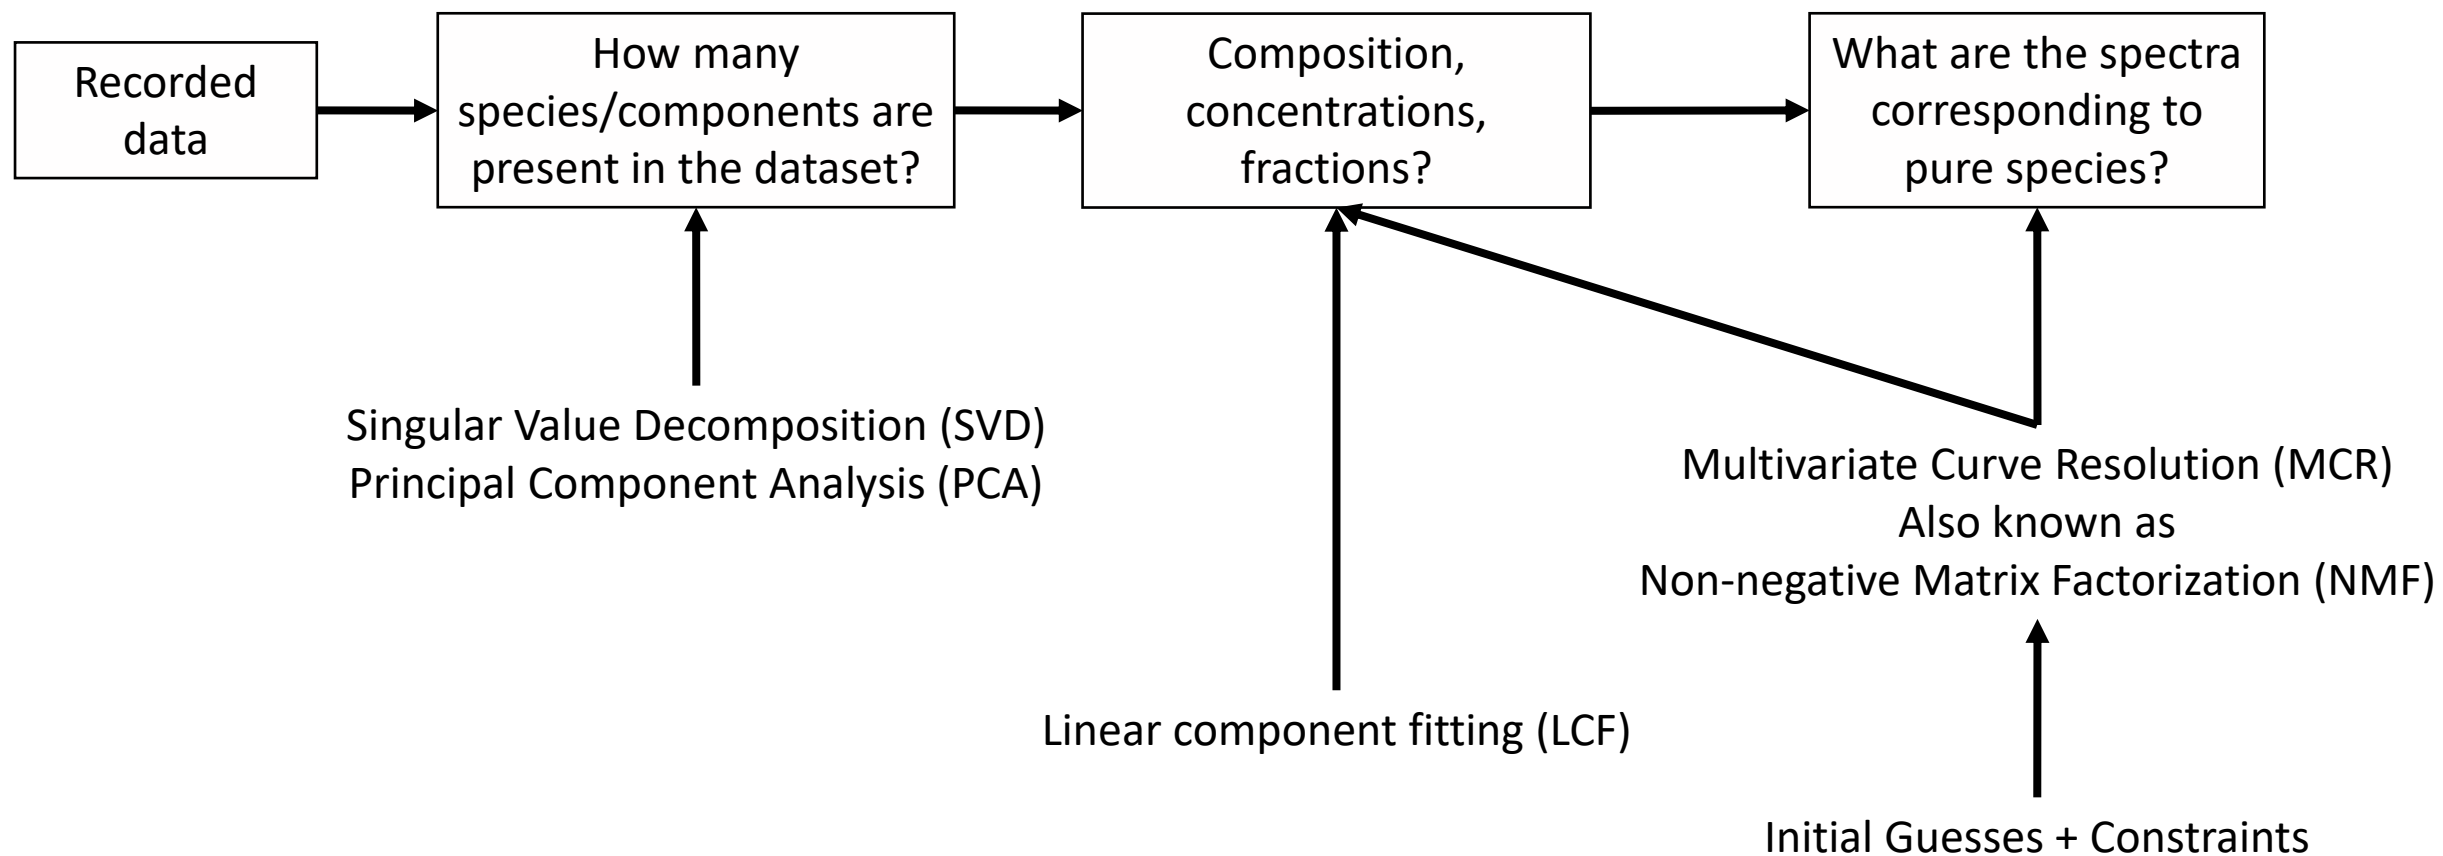 Recorded
data
How many
species/components are
present in the dataset?
Composition,
concentrations,
fractions?
What are the spectra
corresponding to
pure species?
Singular Value Decomposition (SVD)
Principal Component Analysis (PCA)
Linear component fitting (LCF)
Multivariate Curve Resolution (MCR)
Also known as
Non-negative Matrix Factorization (NMF)
Initial Guesses + Constraints